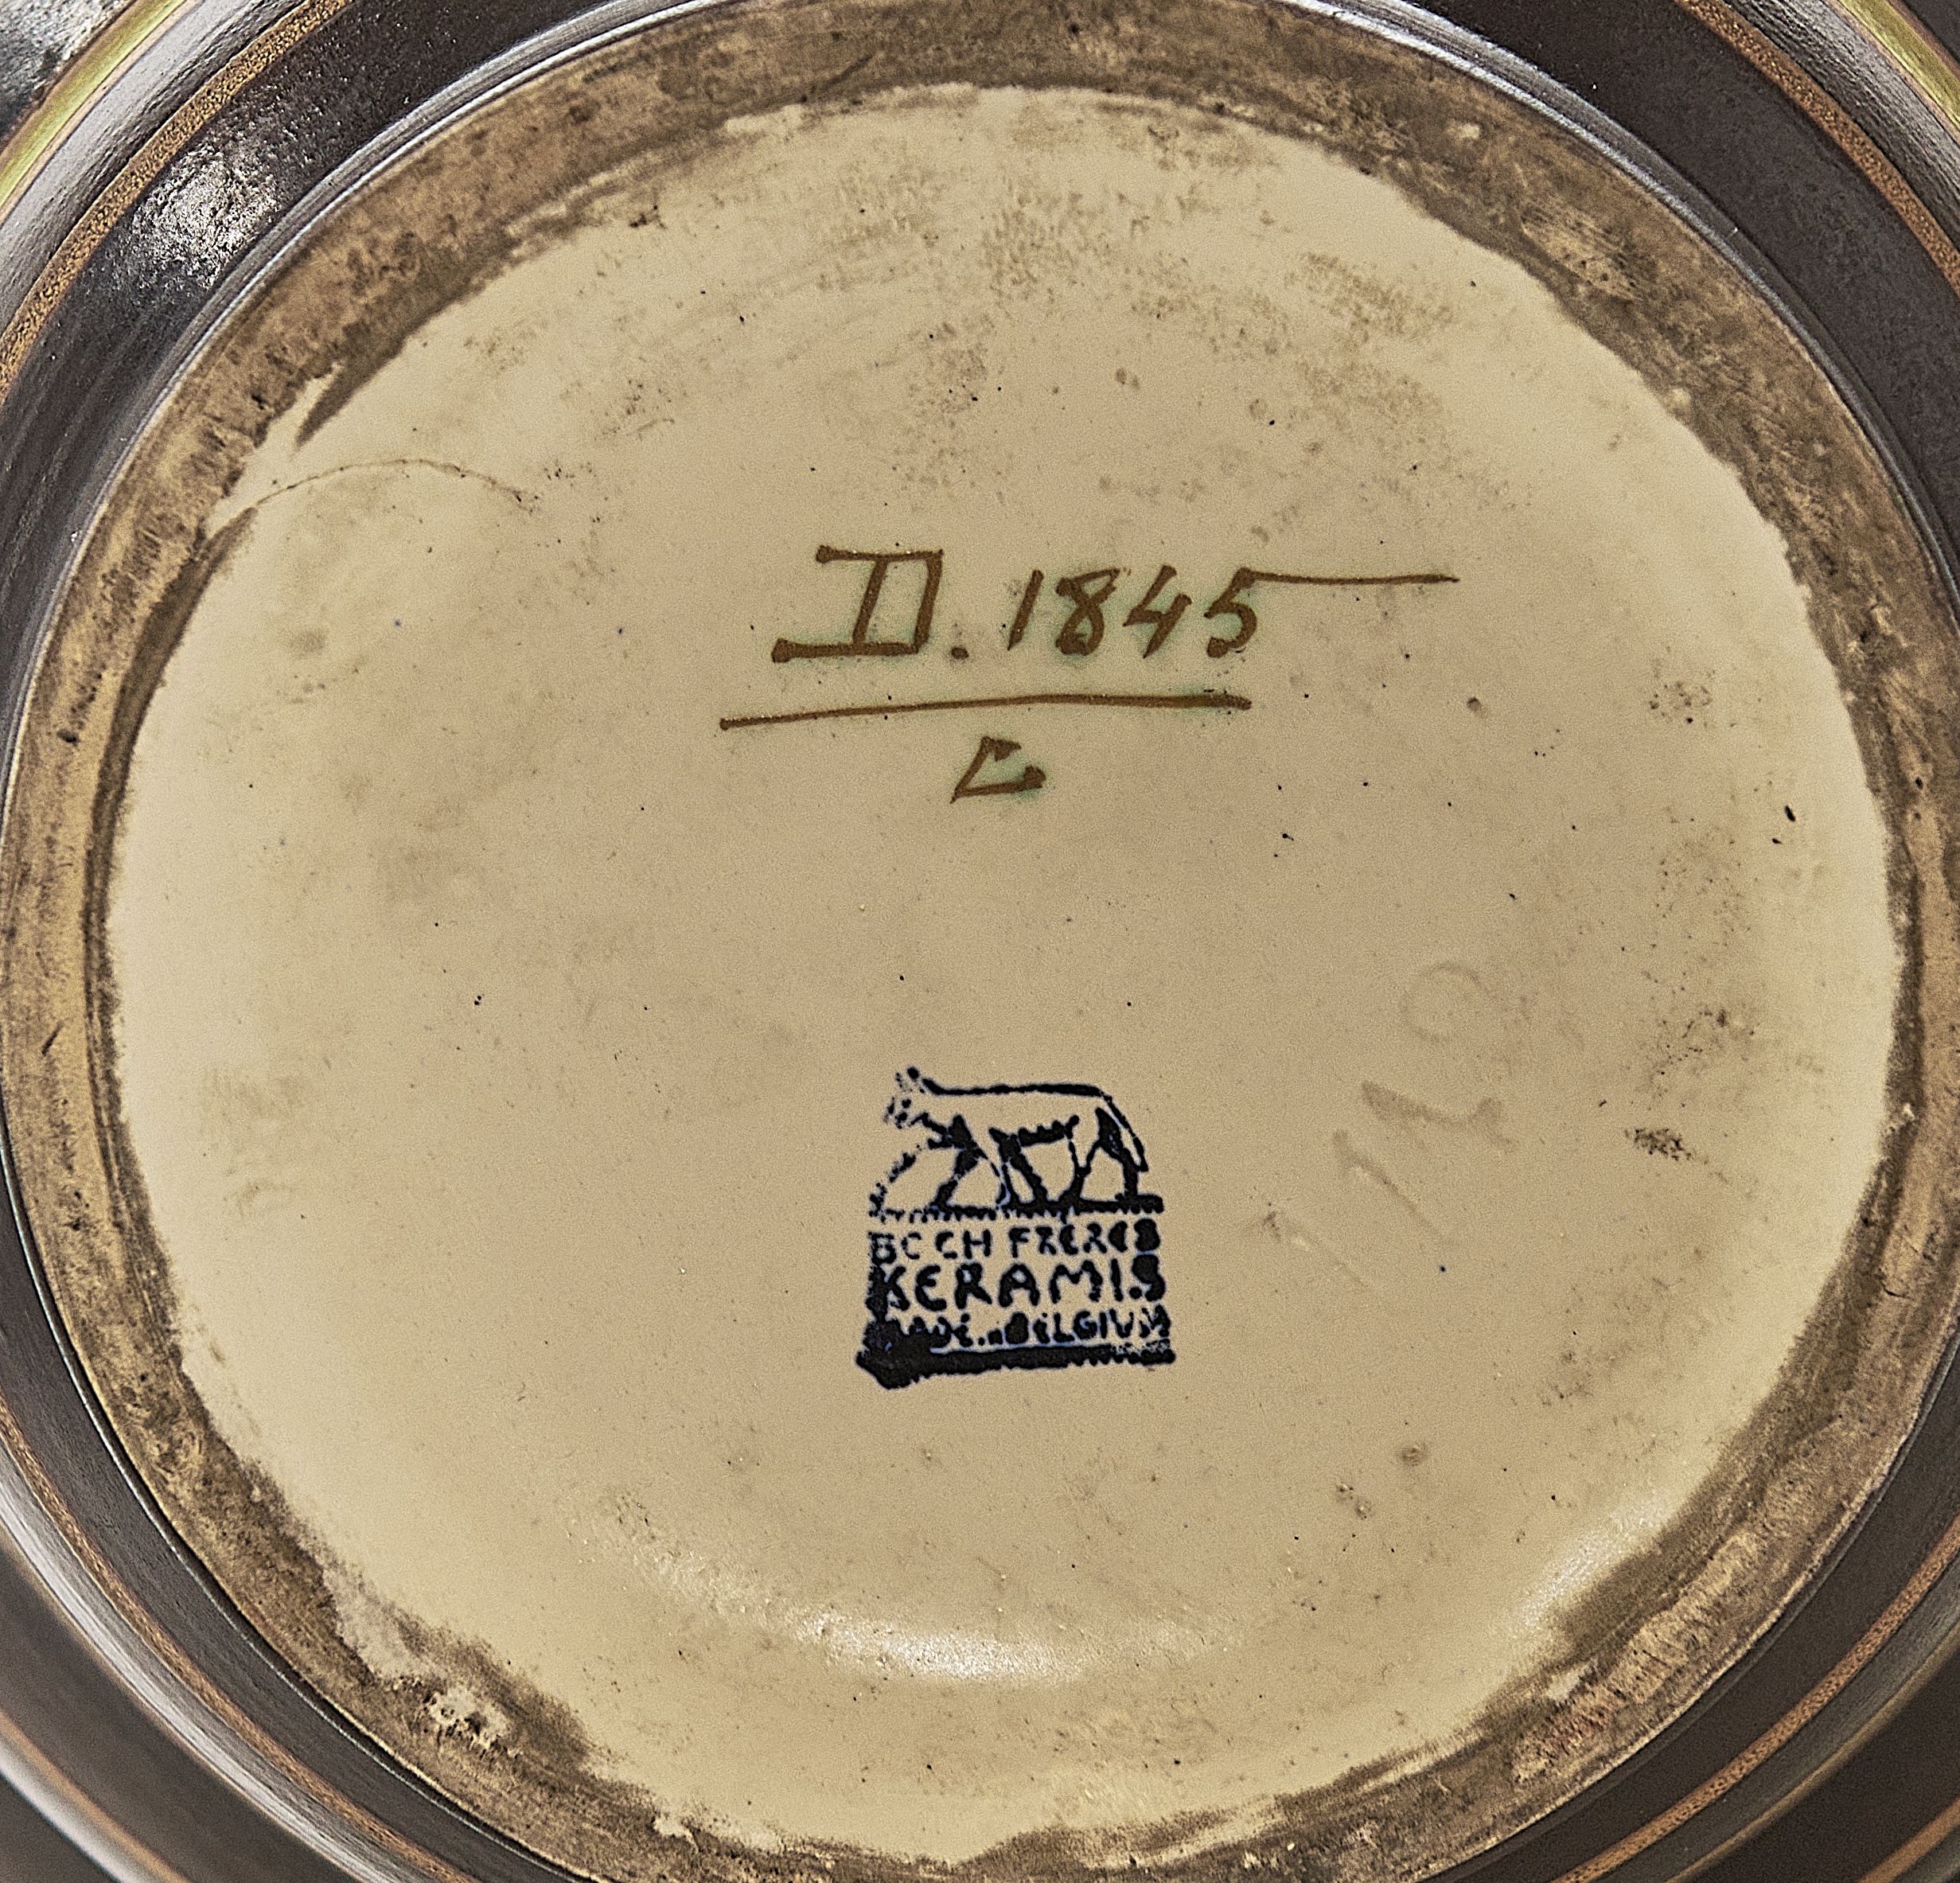 D. 1845
C
BOCH FRERES
KERAMIS
MADE IN BELGIUM